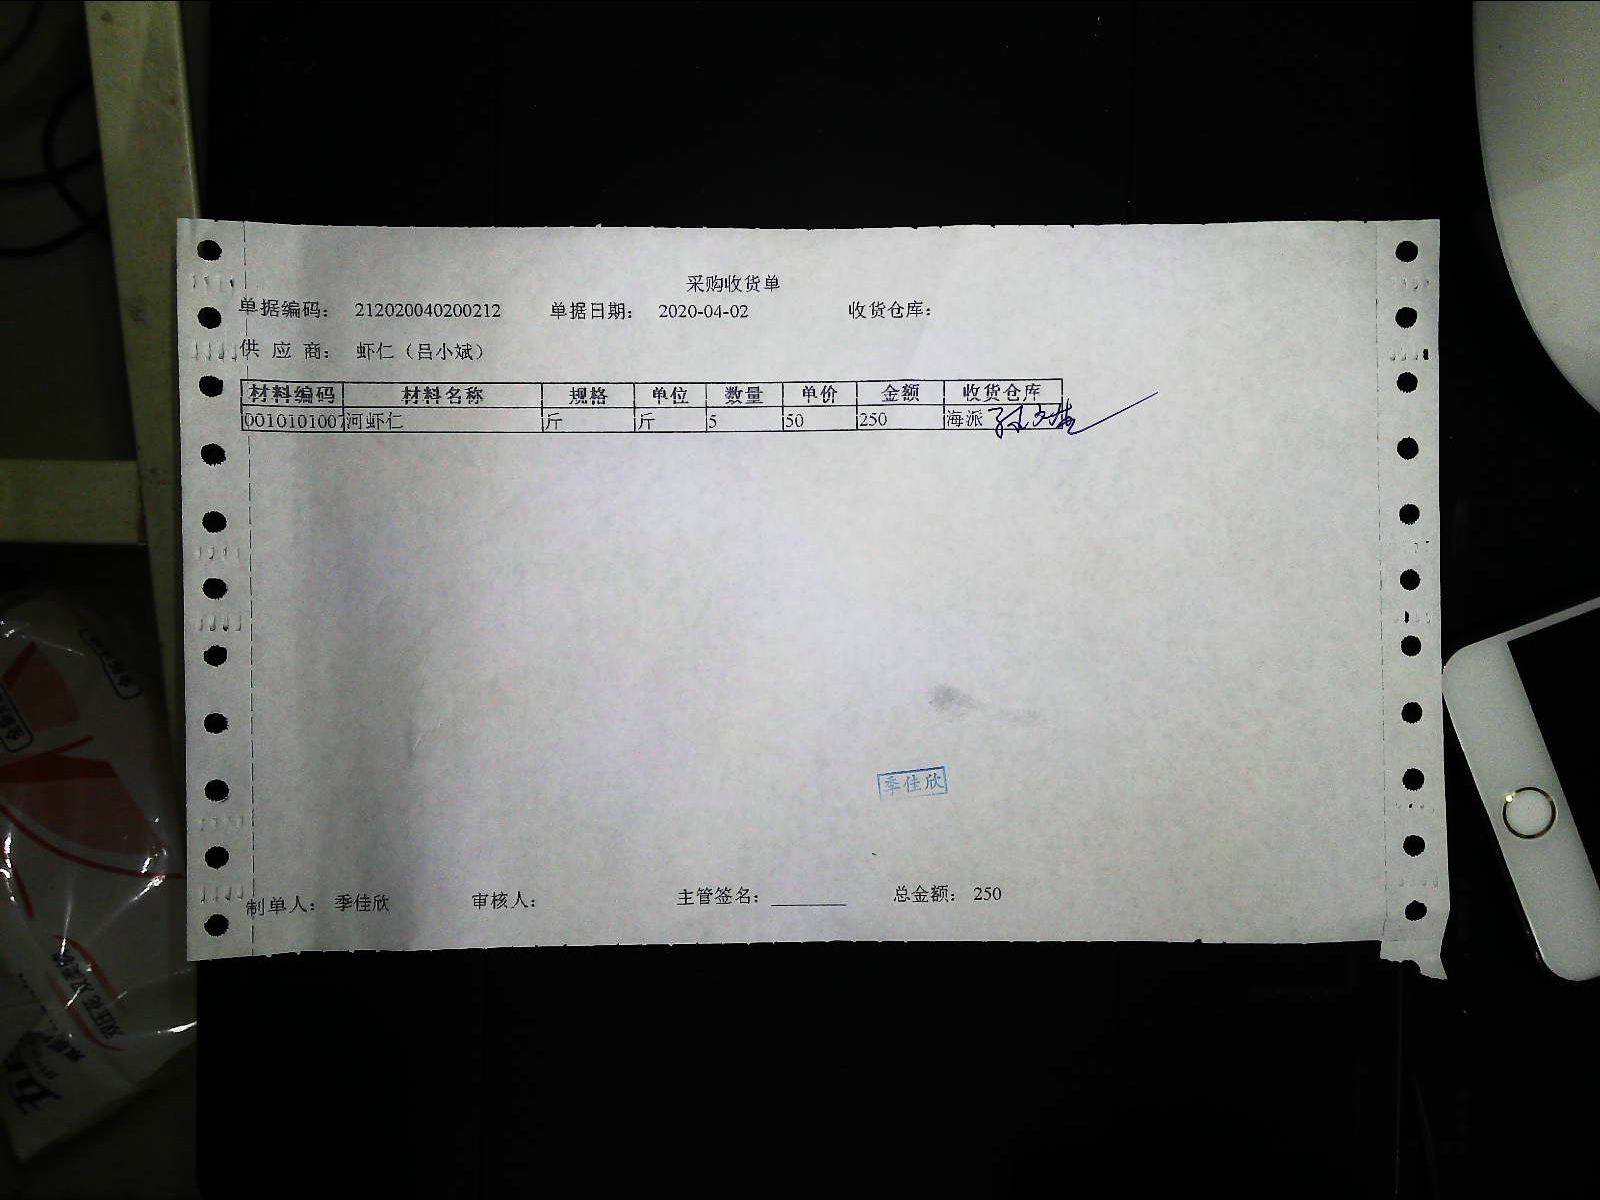 采购收货单
单据编码： 212020040200212 单据日期： 2020-04-02 收货仓库：
供 应 商： 虾仁（吕小斌）
材料编码 材料名称 规格 单位 数量 单价 金额 收货仓库
0010101007 河虾仁 斤 斤 5 50 250 海派
季佳欣
制单人： 季佳欣 审核人： 主管签名： ________ 总金额： 250